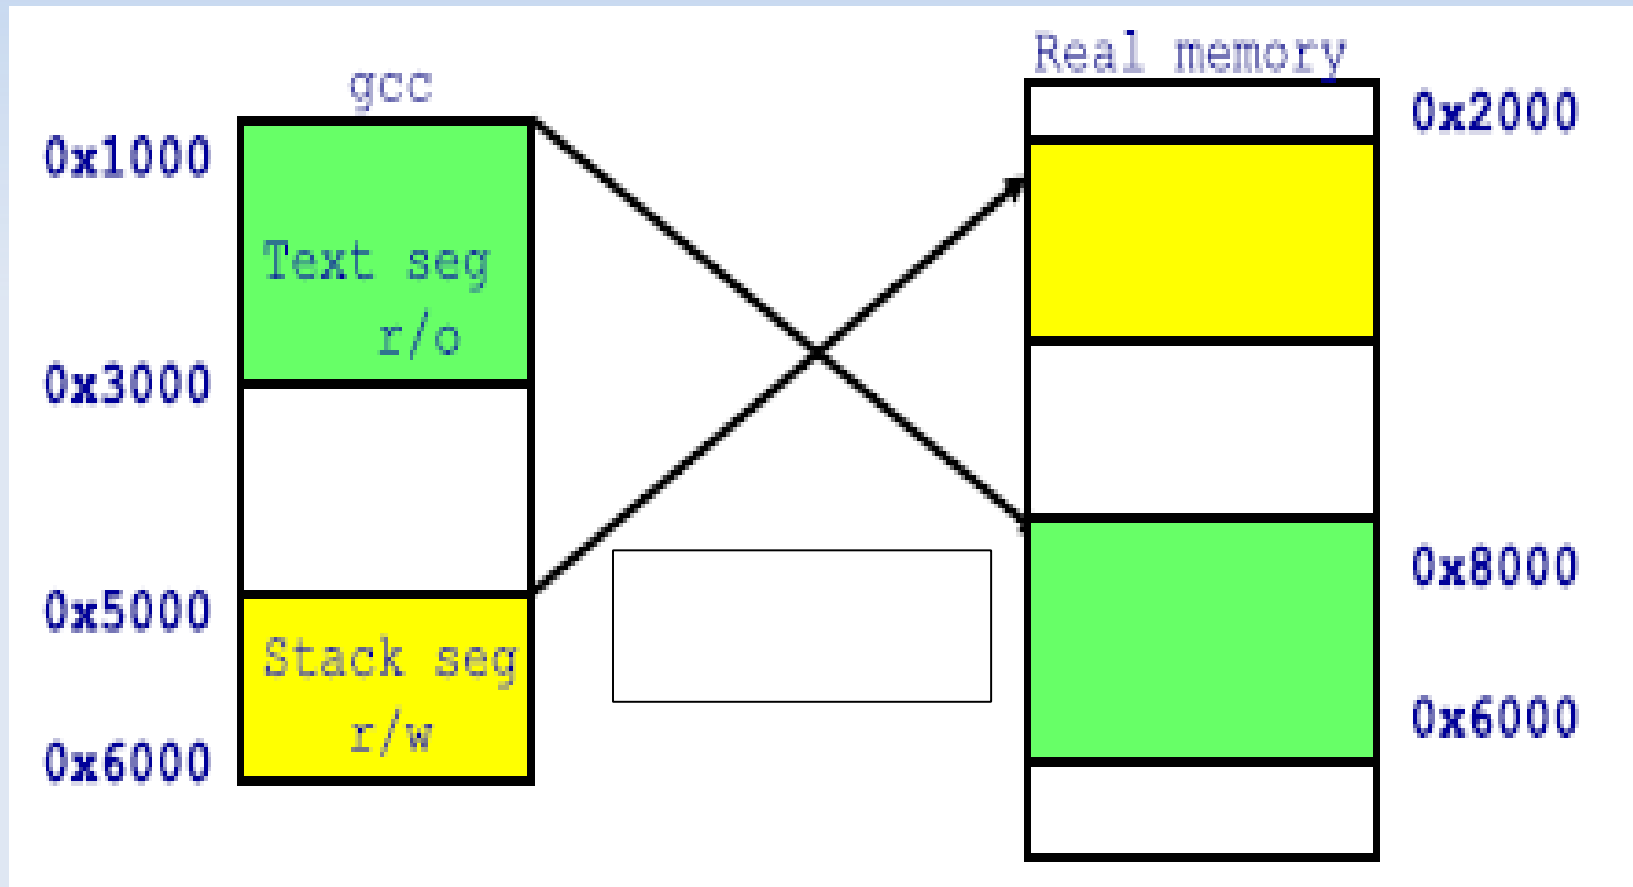 gcc
0x1000
Text seg
r/o
0x3000
0x5000
Stack seg
r/w
0x6000
Real memory
0x2000
0x8000
0x6000